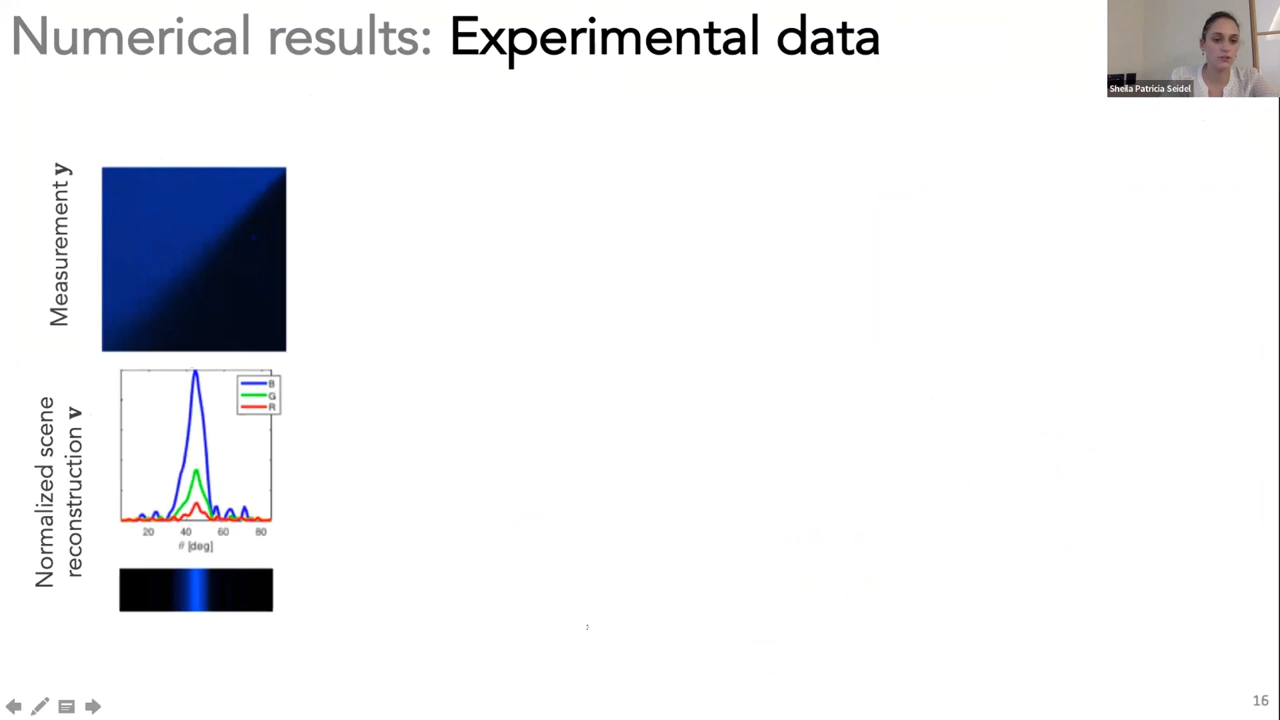 Numerical results: Experimental data
Sheila Patricia Seidel
Measurement y
B
G
R
20 40 60 80
θ [deg]
Normalized scene
reconstruction v
16